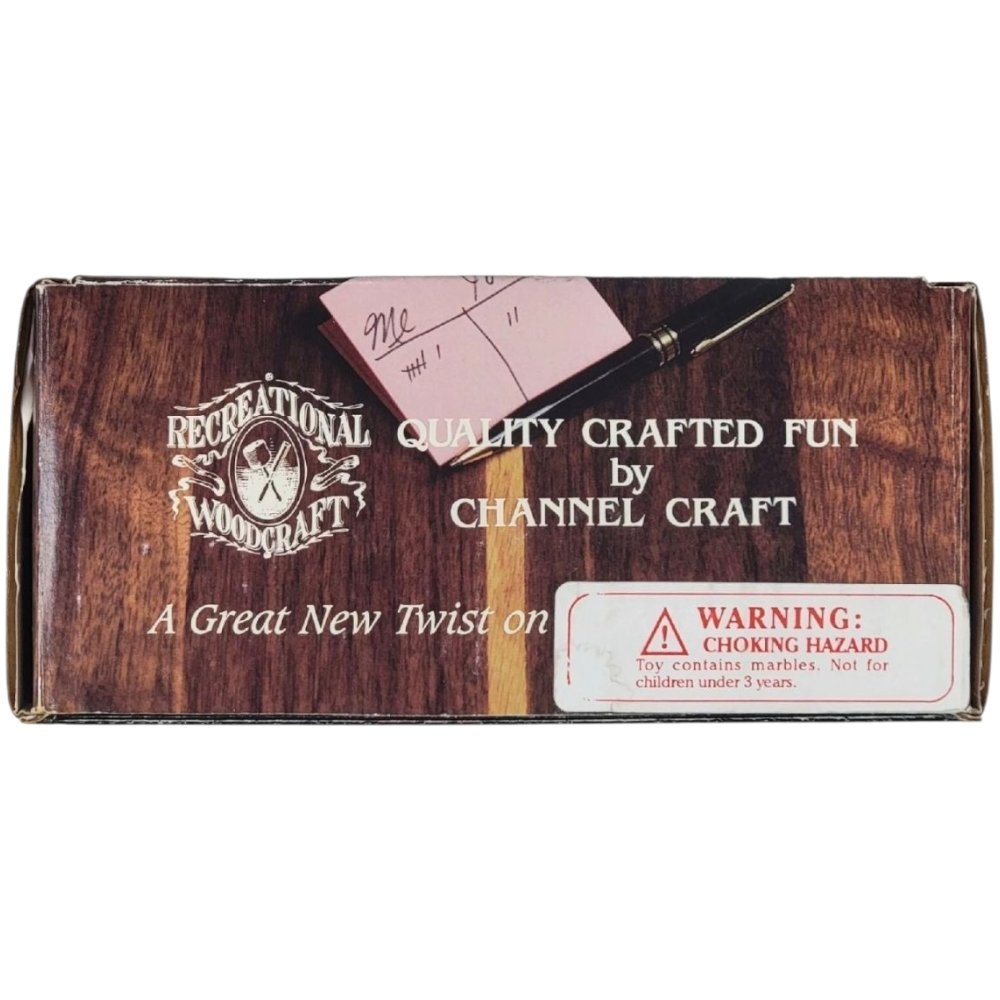 Me
RECREATIONAL
WOODCRAFT
QUALITY CRAFTED FUN
by
CHANNEL CRAFT
A Great New Twist on
WARNING:
CHOKING HAZARD
Toy contains marbles. Not for
children under 3 years.